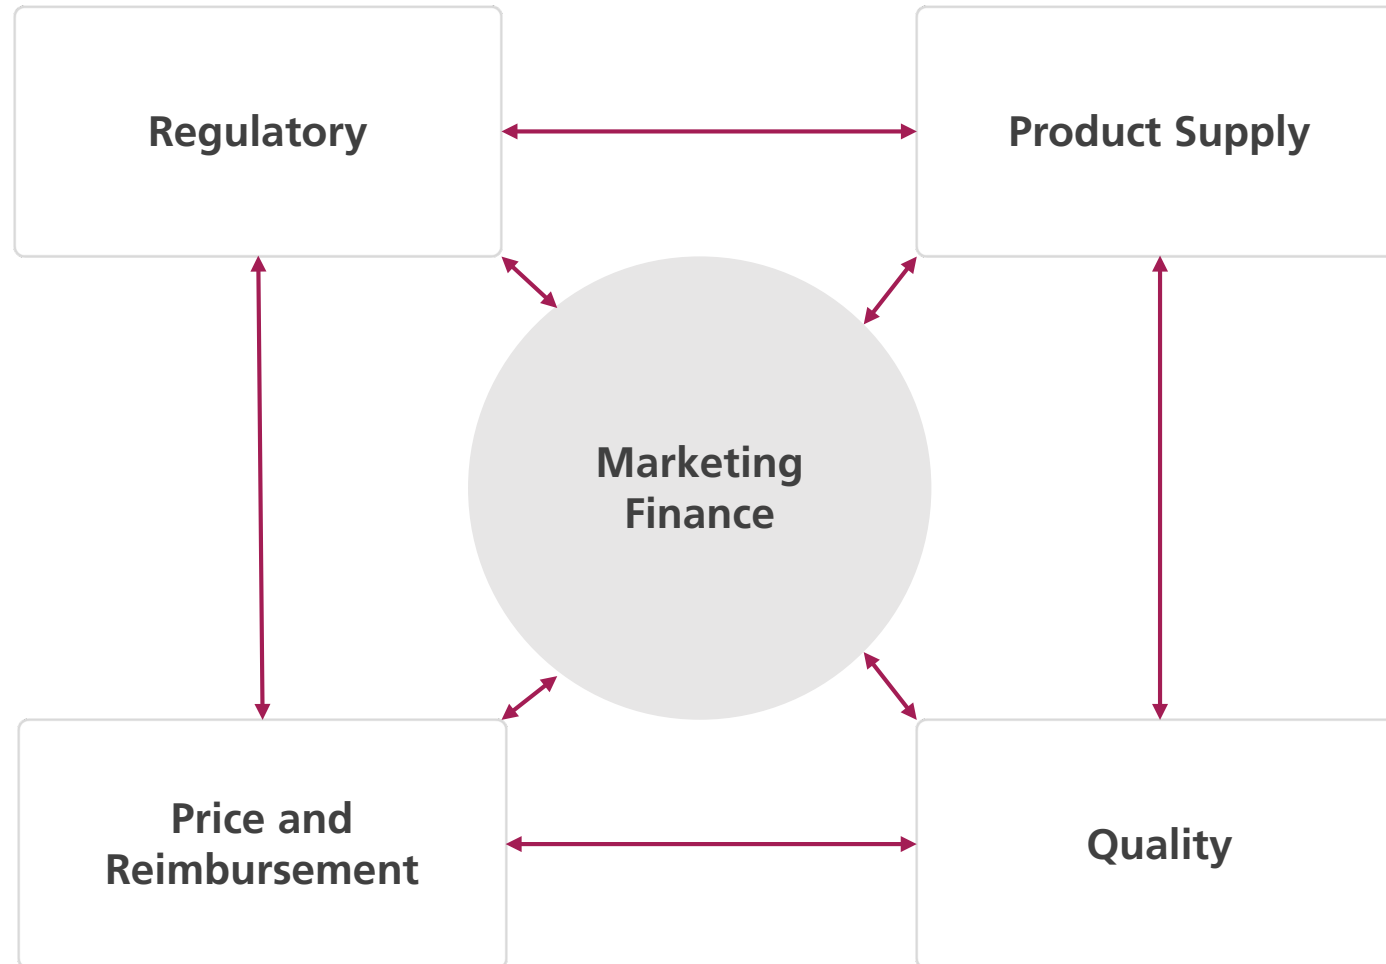 Regulatory
Product Supply
Marketing
Finance
Price and
Reimbursement
Quality